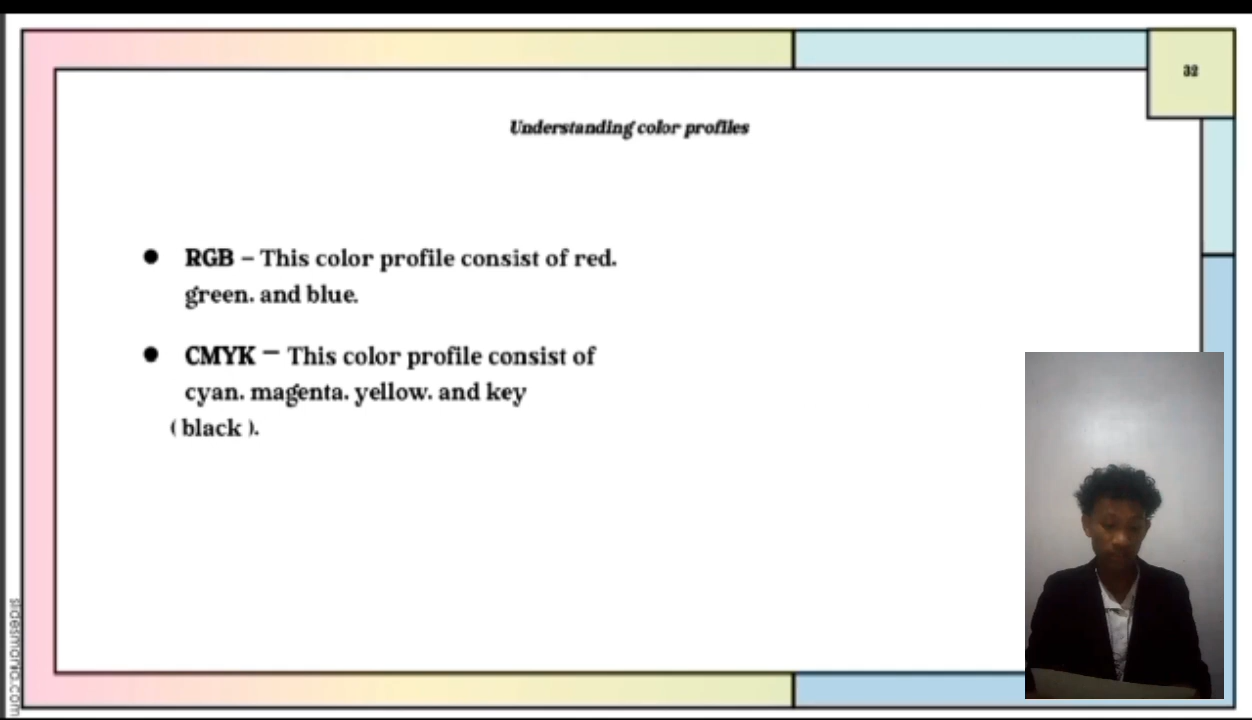 32
Understanding color profiles
● RGB – This color profile consist of red.
green. and blue.
● CMYK – This color profile consist of
cyan. magenta. yellow. and key
( black ).
slidesmania.com